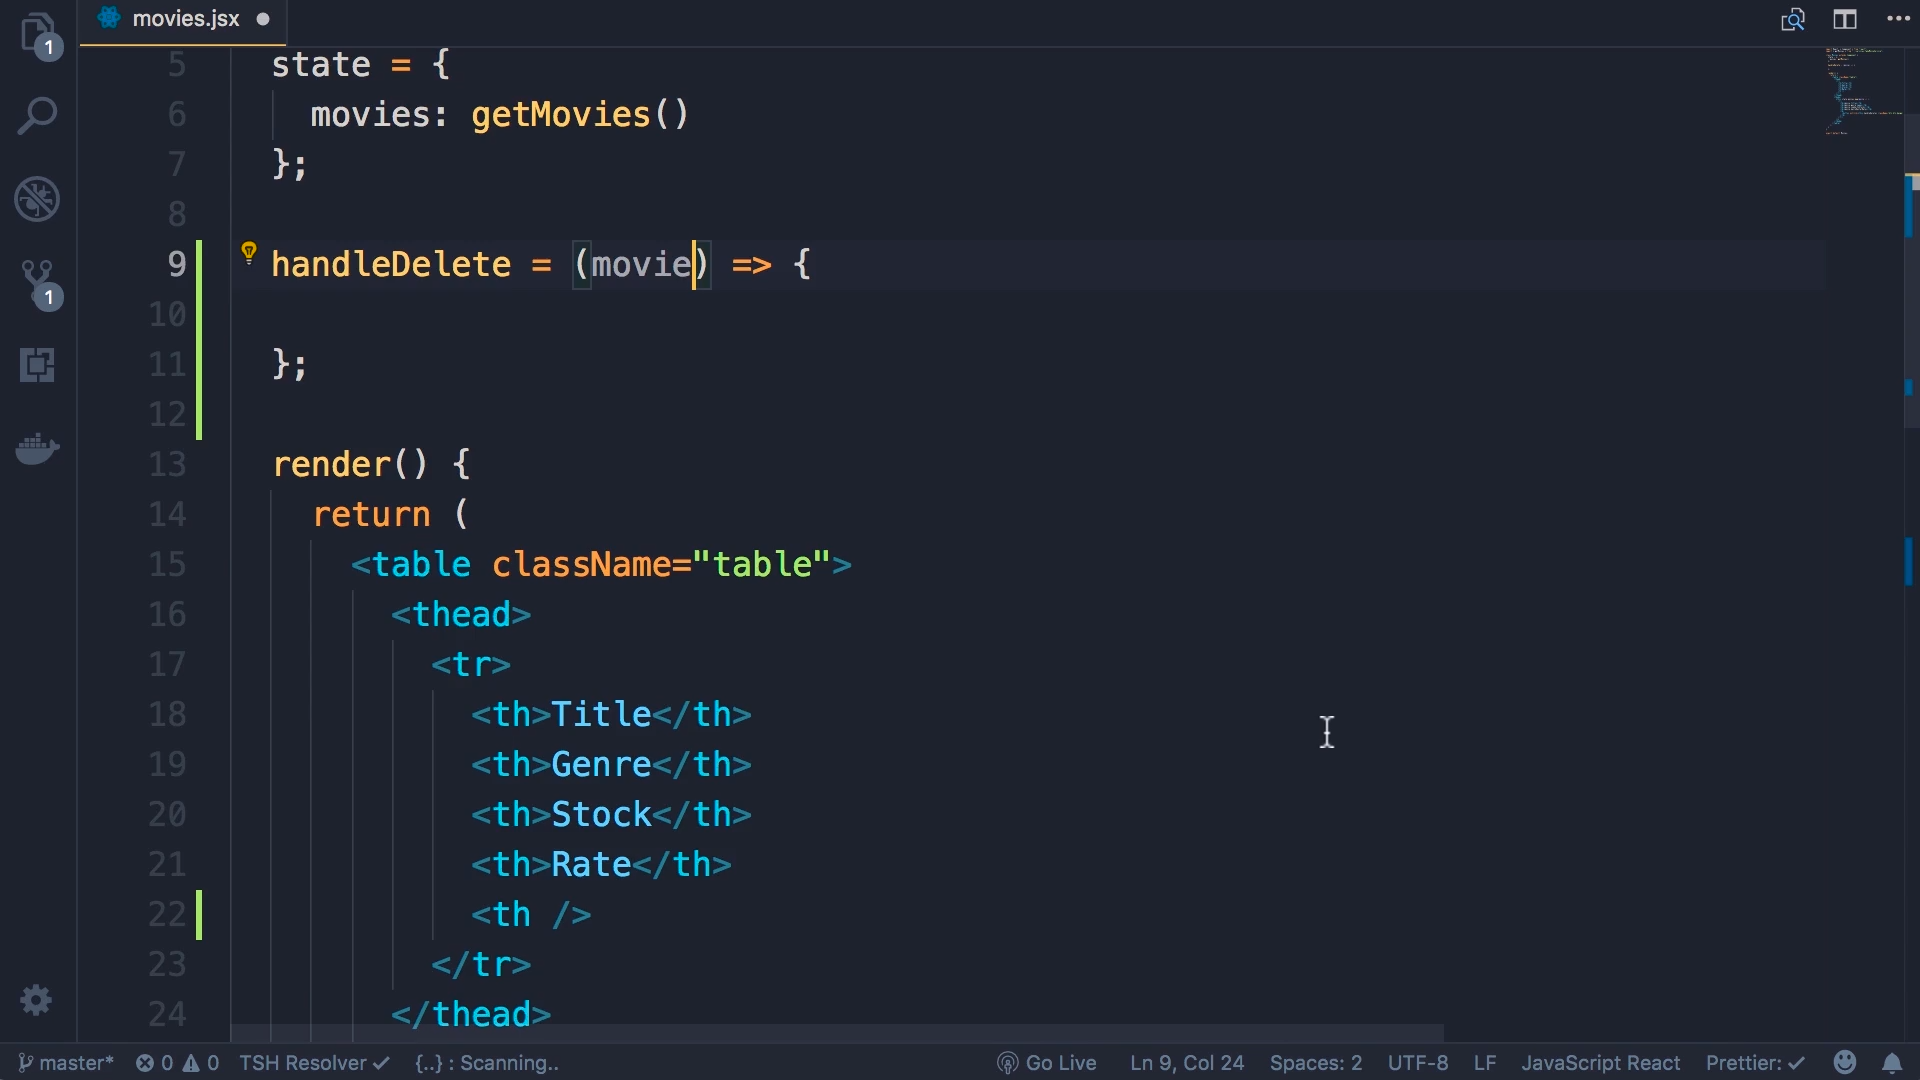 movies.jsx
1
1
5 state = {
6 movies: getMovies()
7 };
8
9 handleDelete = (movie) => {
10
11 };
12
13 render() {
14 return (
15 <table className="table">
16 <thead>
17 <tr>
18 <th>Title</th>
19 <th>Genre</th>
20 <th>Stock</th>
21 <th>Rate</th>
22 <th />
23 </tr>
24 </thead>
master* 0 0 TSH Resolver ✓ {..} : Scanning.. Go Live Ln 9, Col 24 Spaces: 2 UTF-8 LF JavaScript React Prettier: ✓